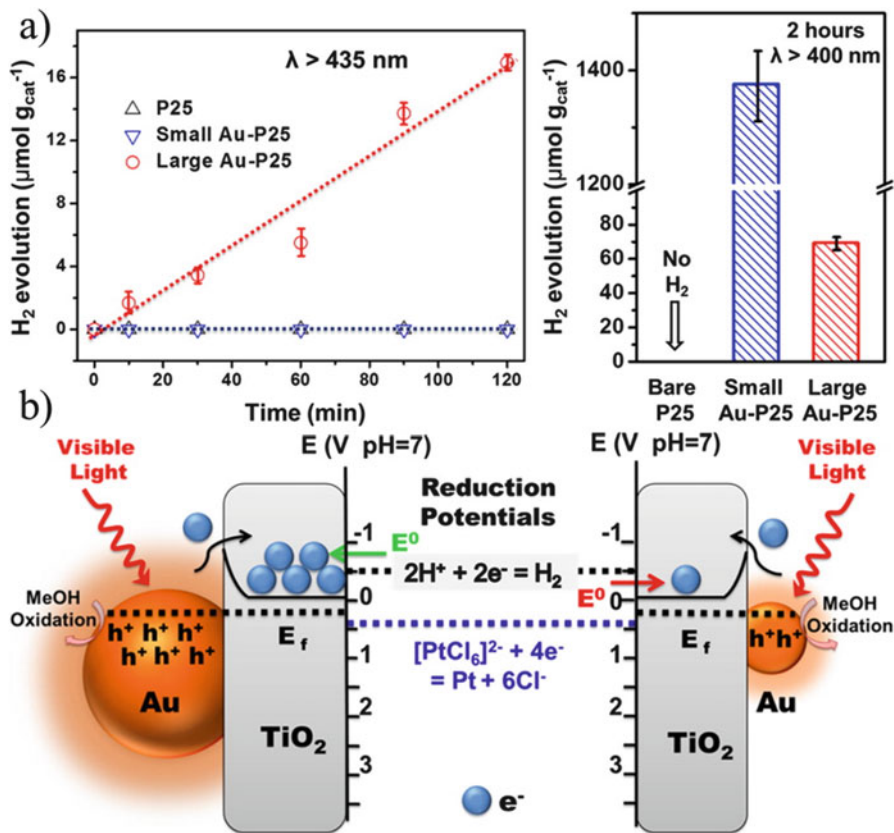 a)
λ > 435 nm
P25
Small Au-P25
Large Au-P25
H₂ evolution (μmol g_cat⁻¹)
16
12
8
4
0
0 20 40 60 80 100 120
Time (min)
2 hours
λ > 400 nm
H₂ evolution (μmol g_cat⁻¹)
1400
1200
80
60
40
20
0
No
H₂
Bare Small Large
P25 Au-P25 Au-P25
b)
Visible
Light
E (V pH=7)
Reduction
Potentials
E⁰
2H⁺ + 2e⁻ = H₂
[PtCl₆]²⁻ + 4e⁻
= Pt + 6Cl⁻
e⁻
MeOH
Oxidation
h⁺ h⁺ h⁺
h⁺ h⁺ h⁺
Au
E_f
TiO₂
-1
0
1
2
3
E (V pH=7)
Visible
Light
E⁰
-1
0
1
2
3
E_f
TiO₂
h⁺h⁺
Au
MeOH
Oxidation